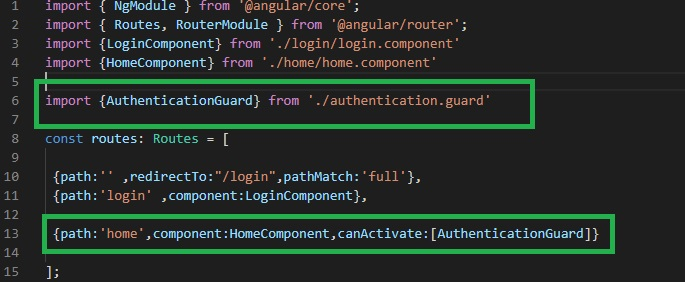 1 import { NgModule } from '@angular/core';
2 import { Routes, RouterModule } from '@angular/router';
3 import {LoginComponent} from './login/login.component'
4 import {HomeComponent} from './home/home.component'
5
6 import {AuthenticationGuard} from './authentication.guard'
7
8 const routes: Routes = [
9
10 {path:'' ,redirectTo:"/login",pathMatch:'full'},
11 {path:'login' ,component:LoginComponent},
12
13 {path:'home',component:HomeComponent,canActivate:[AuthenticationGuard]}
14
15 ];